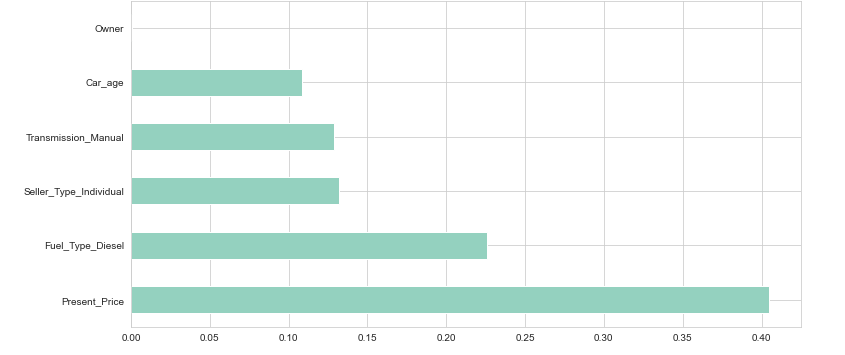 Owner
Car_age
Transmission_Manual
Seller_Type_Individual
Fuel_Type_Diesel
Present_Price
0.00 0.05 0.10 0.15 0.20 0.25 0.30 0.35 0.40